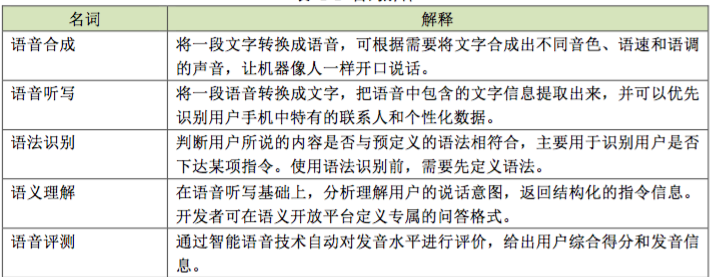 名词 解释
语音合成 将一段文字转换成语音，可根据需要将文字合成出不同音色、语速和语调
的声音，让机器像人一样开口说话。
语音听写 将一段语音转换成文字，把语音中包含的文字信息提取出来，并可以优先
识别用户手机中特有的联系人和个性化数据。
语法识别 判断用户所说的内容是否与预定义的语法相符合，主要用于识别用户是否
下达某项指令。使用语法识别前，需要先定义语法。
语义理解 在语音听写基础上，分析理解用户的说话意图，返回结构化的指令信息。
开发者可在语义开放平台定义专属的问答格式。
语音评测 通过智能语音技术自动对发音水平进行评价，给出用户综合得分和发音信
息。